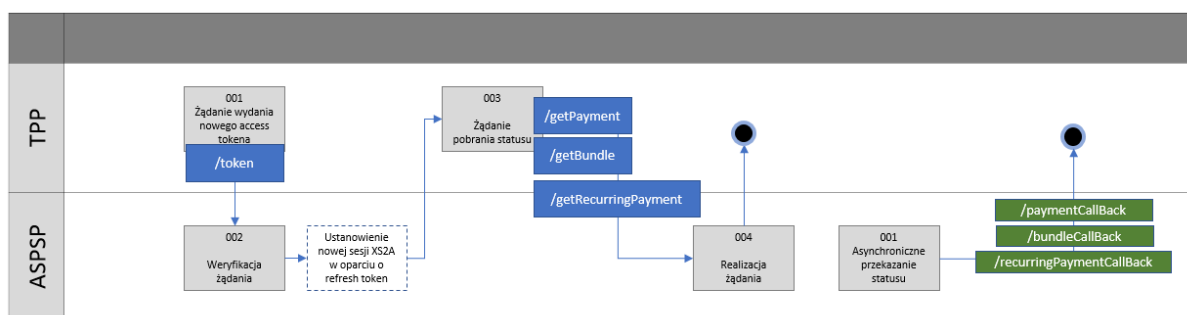 TPP
001
Żądanie wydania
nowego access
tokena
/token
003
Żądanie
pobrania statusu
/getPayment
/getBundle
/getRecurringPayment
ASPSP
002
Weryfikacja
żądania
Ustanowienie
nowej sesji XS2A
w oparciu o
refresh token
004
Realizacja
żądania
001
Asynchroniczne
przekazanie
statusu
/paymentCallBack
/bundleCallBack
/recurringPaymentCallBack